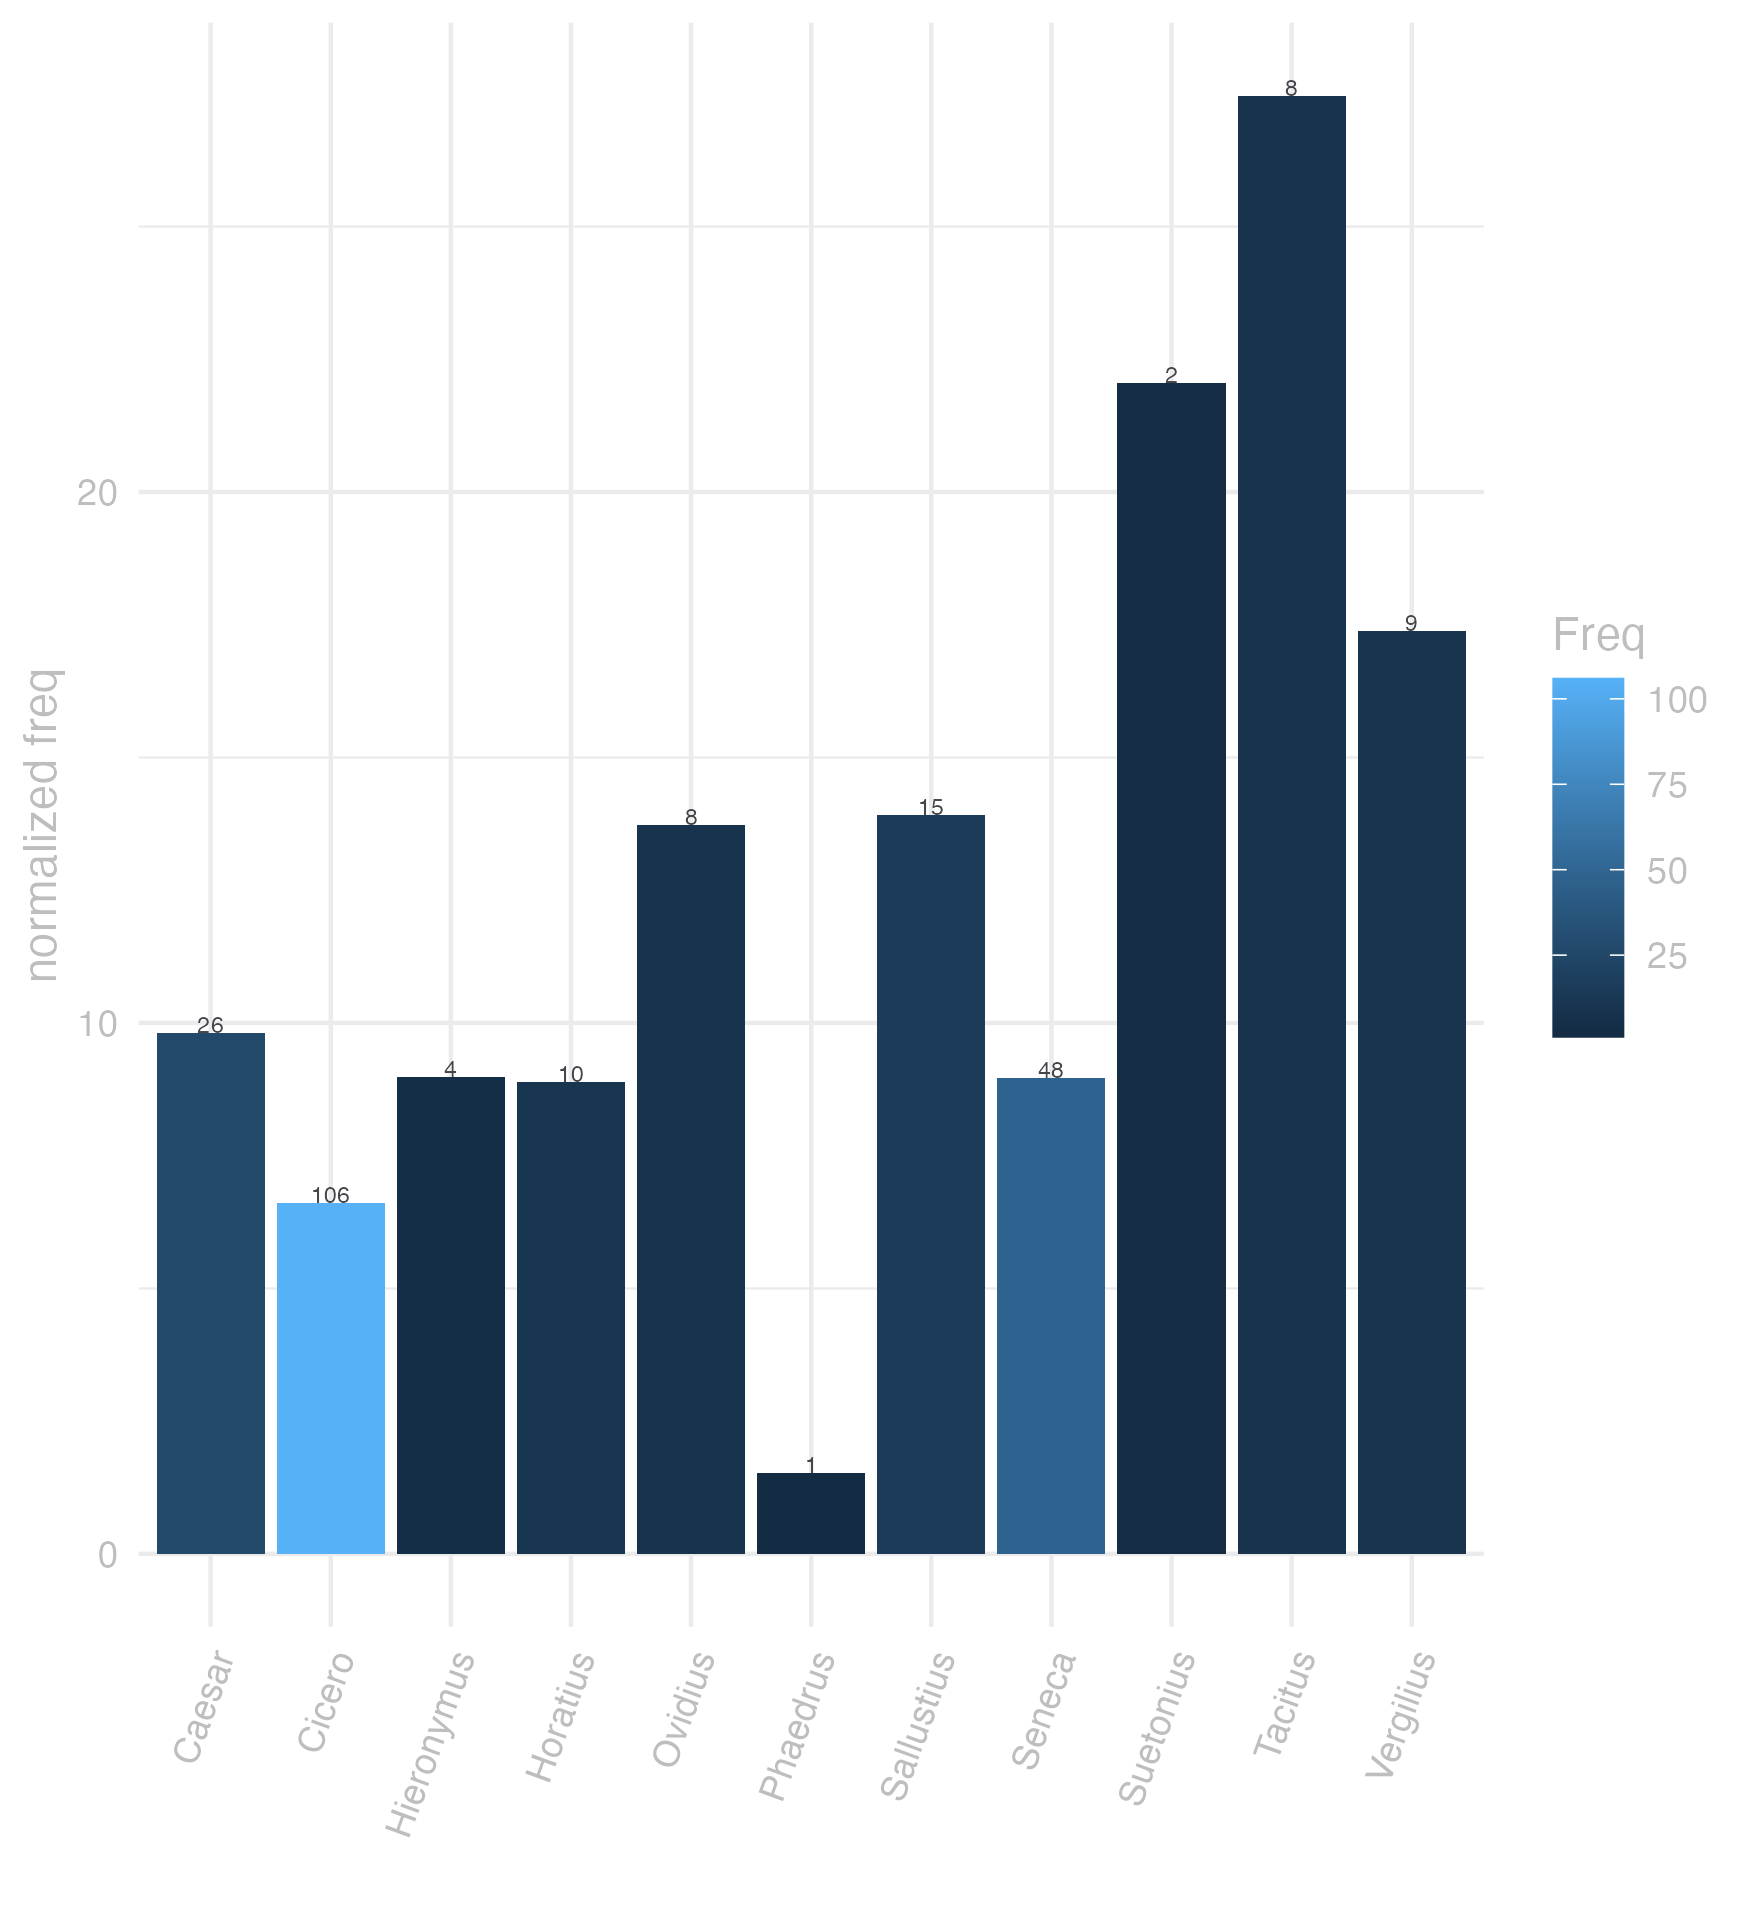 8
2
20
9
Freq
100
75
50
25
normalized freq
8
15
10
26
4
10
48
106
1
0
Caesar
Cicero
Hieronymus
Horatius
Ovidius
Phaedrus
Sallustius
Seneca
Suetonius
Tacitus
Vergilius